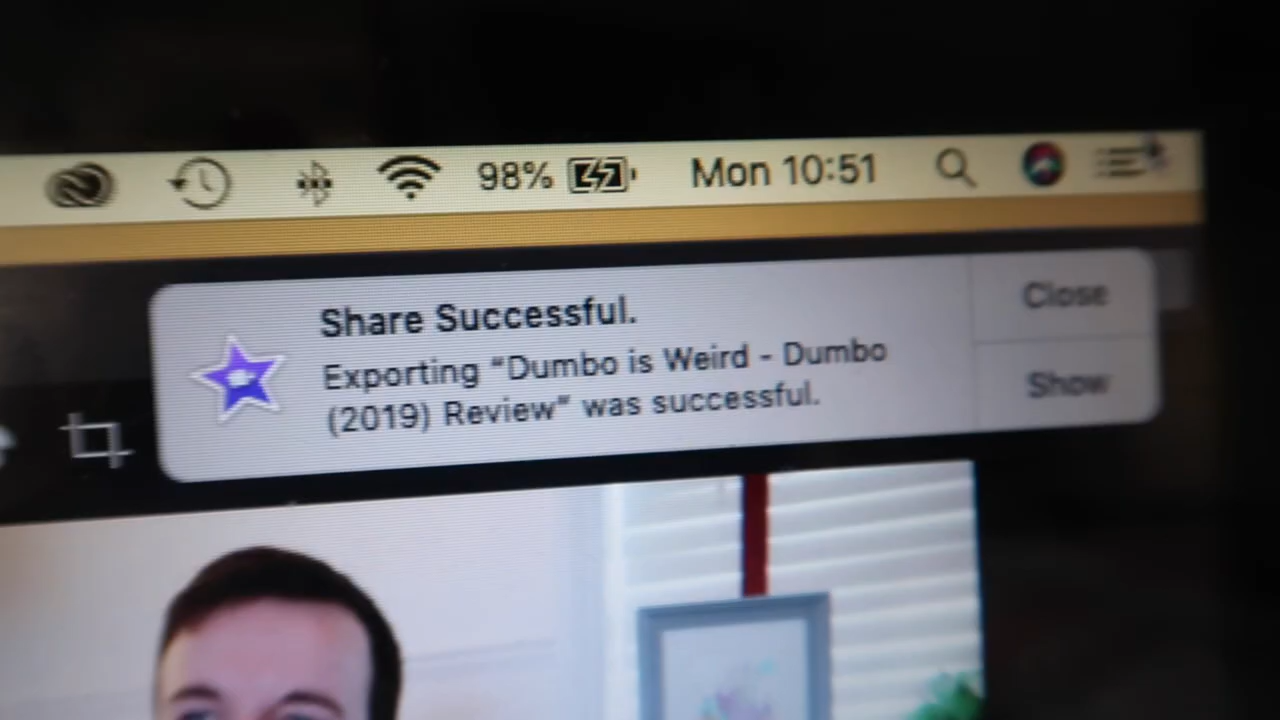 98% Mon 10:51
Share Successful.
Close
Exporting "Dumbo is Weird - Dumbo
(2019) Review" was successful.
Show